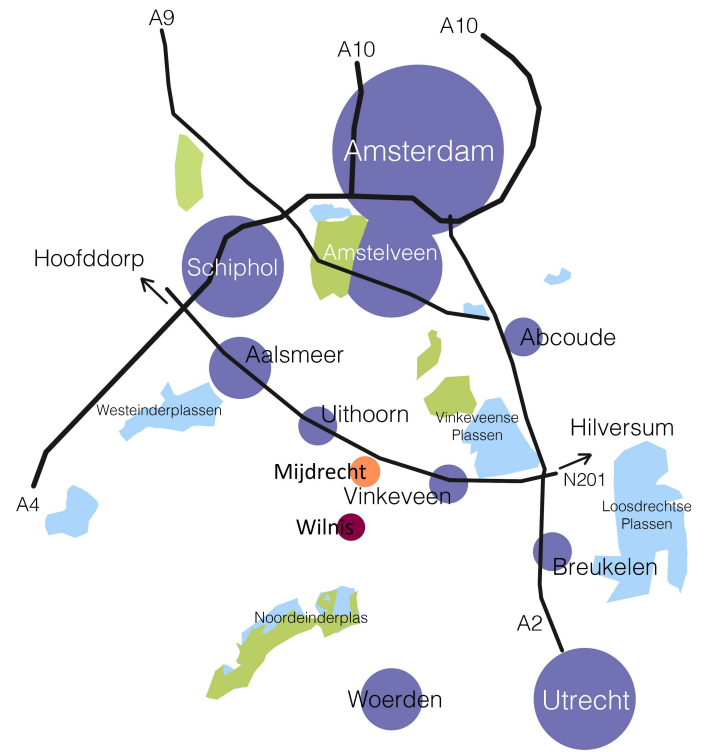 A9
A10
A10
Amsterdam
Hoofddorp
Schiphol
Amstelveen
Abcoude
Aalsmeer
Westeinderplassen
Uithoorn
Vinkeveense
Plassen
Hilversum
Mijdrecht
Vinkeveen
N201
A4
Loosdrechtse
Plassen
Wilnis
Breukelen
Noordeinderplas
A2
Woerden
Utrecht